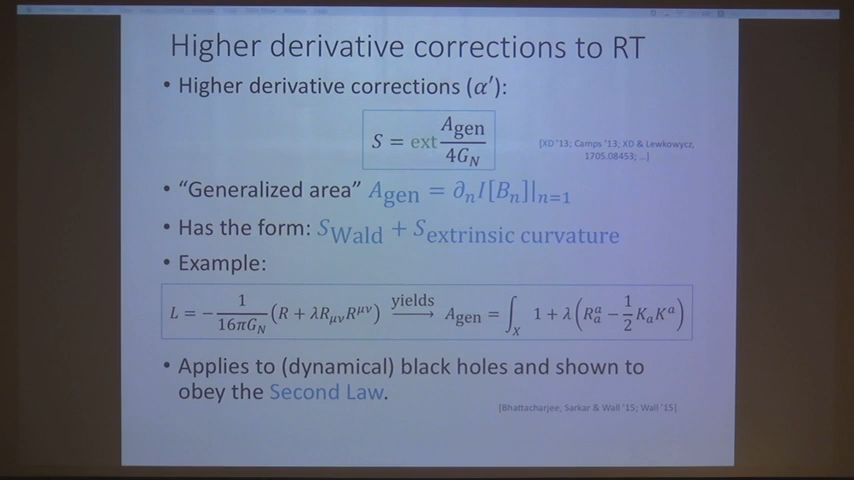 Higher derivative corrections to RT
• Higher derivative corrections (α′):
S = ext A_gen / 4G_N
[XD '13; Camps '13; XD & Lewkowycz, 1705.08453; ...]
• “Generalized area” A_gen = ∂_n I[B_n]|_{n=1}
• Has the form: S_Wald + S_extrinsic curvature
• Example:
L = − 1/(16πG_N) (R + λR_{μν}R^{μν}) yields⟶ A_gen = ∫_X 1 + λ(R^a_a − 1/2 K_a K^a)
• Applies to (dynamical) black holes and shown to
obey the Second Law.
[Bhattacharjee, Sarkar & Wall '15; Wall '15]